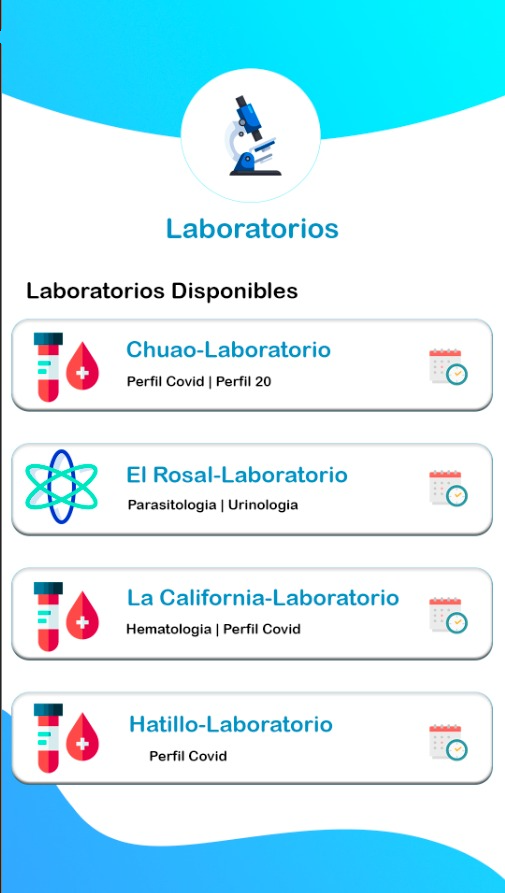 Laboratorios
Laboratorios Disponibles
Chuao-Laboratorio
Perfil Covid | Perfil 20
El Rosal-Laboratorio
Parasitologia | Urinologia
La California-Laboratorio
Hematologia | Perfil Covid
Hatillo-Laboratorio
Perfil Covid